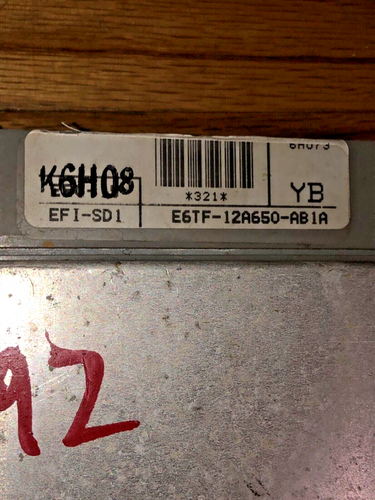 6H073
K6H08
*321*
YB
EFI-SD1
E6TF-12A650-AB1A
92